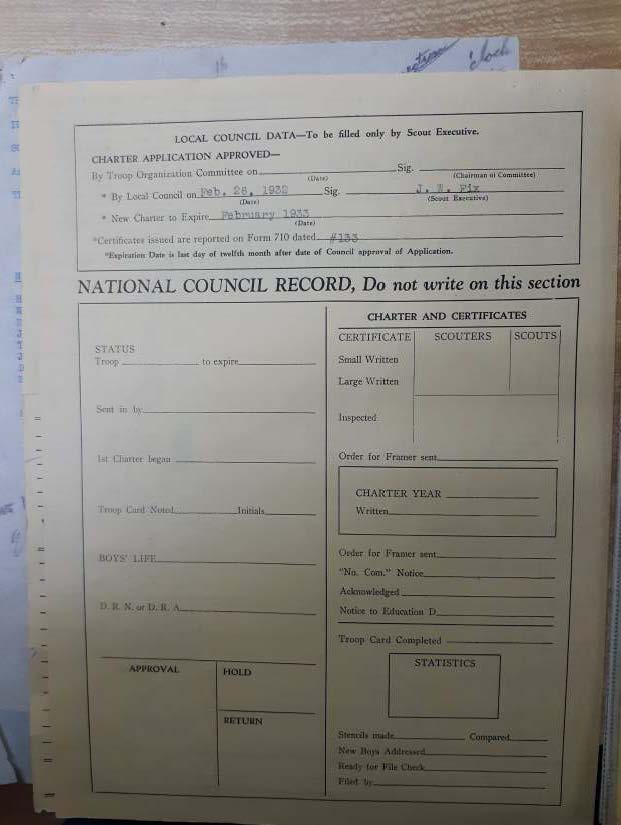 LOCAL COUNCIL DATA—To be filled only by Scout Executive.
CHARTER APPLICATION APPROVED—
By Troop Organization Committee on Sig.
(Date) (Chairman of Committee)
* By Local Council on Feb. 26, 1932 Sig. J. W. Fix
(Date) (Scout Executive)
* New Charter to Expire February 1933
(Date)
*Certificates issued are reported on Form 710 dated #133
*Expiration Date is last day of twelfth month after date of Council approval of Application.
NATIONAL COUNCIL RECORD, Do not write on this section
STATUS
Troop to expire
Sent in by
1st Charter began
Troop Card Noted Initials
BOYS' LIFE
D. R. N. or D. R. A.
APPROVAL
HOLD
RETURN
CHARTER AND CERTIFICATES
CERTIFICATE SCOUTERS SCOUTS
Small Written
Large Written
Inspected
Order for Framer sent
CHARTER YEAR
Written
Order for Framer sent
"No. Com." Notice
Acknowledged
Notice to Education D.
Troop Card Completed
STATISTICS
Stencils made Compared
New Boys Addressed
Ready for File Check
Filed by